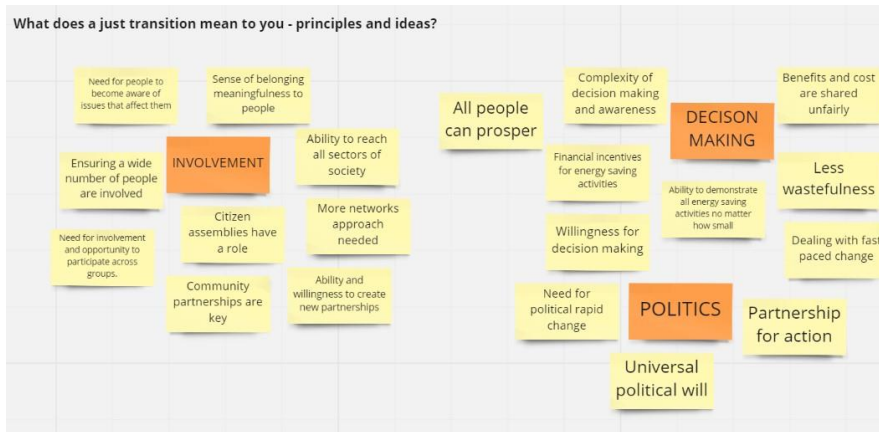 What does a just transition mean to you - principles and ideas?
Need for people to
become aware of
issues that affect them
Sense of belonging
meaningfulness to
people
Ensuring a wide
number of people
are involved
INVOLVEMENT
Ability to reach
all sectors of
society
Need for involvement
and opportunity to
participate across
groups.
Citizen
assemblies have
a role
More networks
approach
needed
Community
partnerships are
key
Ability and
willingness to create
new partnerships
All people
can prosper
Complexity of
decision making
and awareness
DECISON
MAKING
Benefits and cost
are shared
unfairly
Financial incentives
for energy saving
activities
Ability to demonstrate
all energy saving
activities no matter
how small
Less
wastefulness
Willingness for
decision making
Dealing with fast
paced change
Need for
political rapid
change
POLITICS
Partnership
for action
Universal
political will